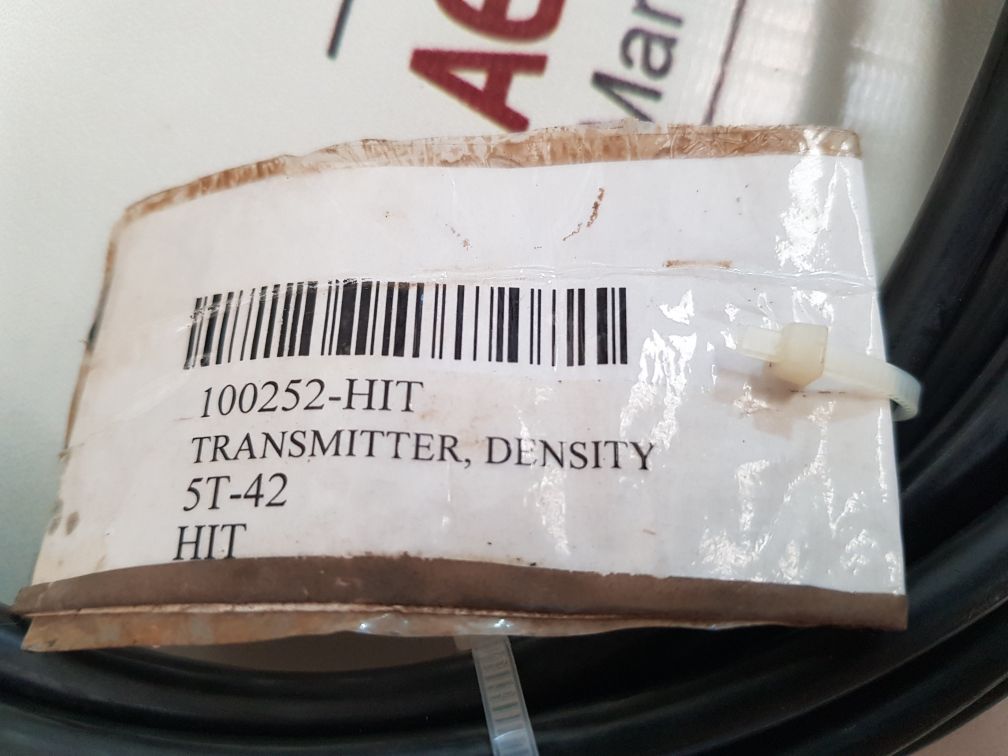 100252-HIT
TRANSMITTER, DENSITY
5T-42
HIT